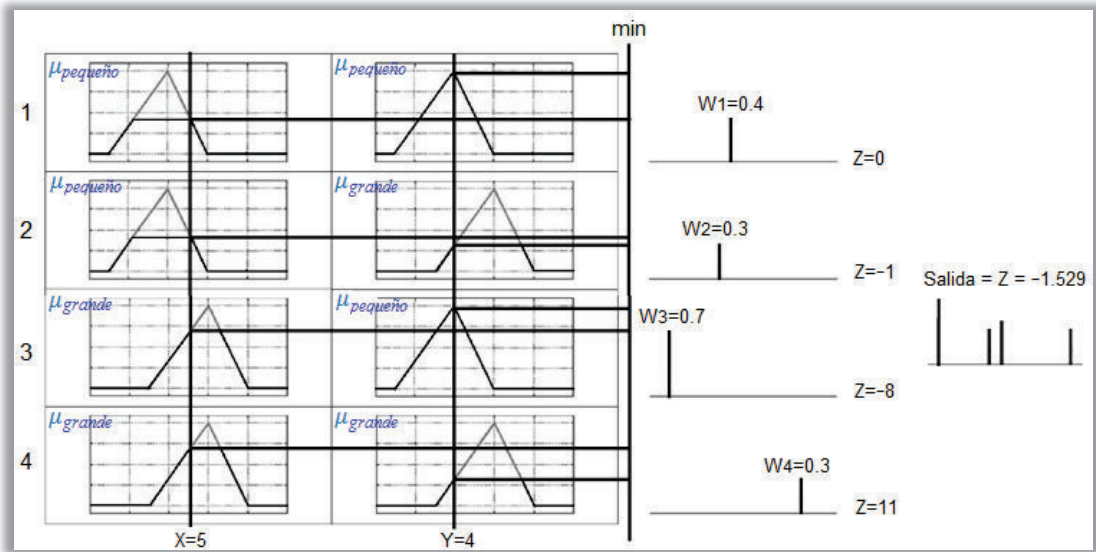 min
μpequeño
μpequeño
1
W1=0.4
Z=0
μpequeño
μgrande
2
W2=0.3
Z=−1
μgrande
μpequeño
3
W3=0.7
Z=−8
Salida = Z = −1.529
μgrande
μgrande
4
W4=0.3
Z=11
X=5
Y=4